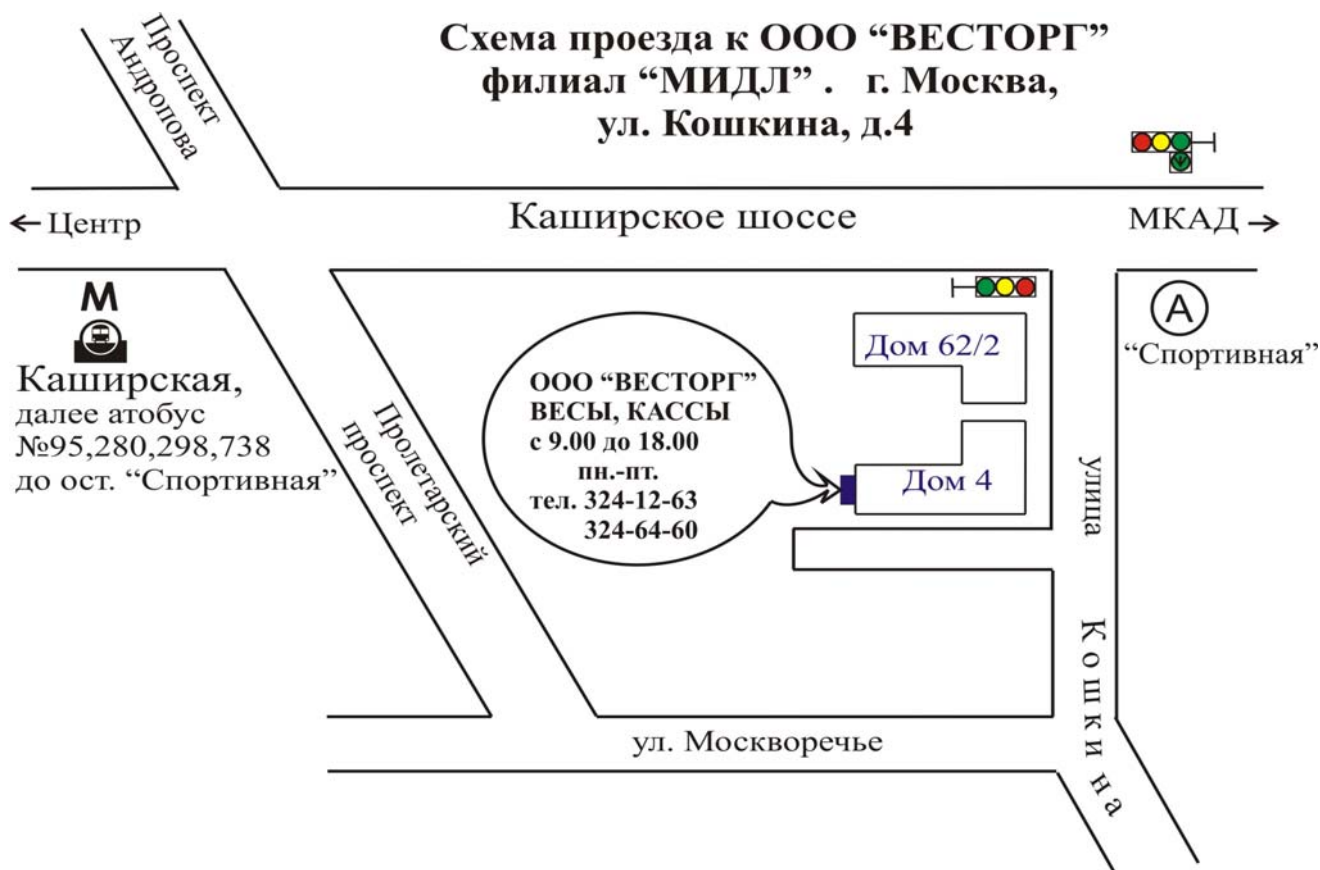 Схема проезда к ООО “ВЕСТОРГ”
филиал “МИДЛ” . г. Москва,
ул. Кошкина, д.4
Проспект
Андропова
← Центр
Каширское шоссе
МКАД →
М
Каширская,
далее атобус
№95,280,298,738
до ост. “Спортивная”
Пролетарский
проспект
ООО “ВЕСТОРГ”
ВЕСЫ, КАССЫ
с 9.00 до 18.00
пн.-пт.
тел. 324-12-63
324-64-60
Дом 62/2
Дом 4
А
“Спортивная”
улица Кошкина
ул. Москворечье